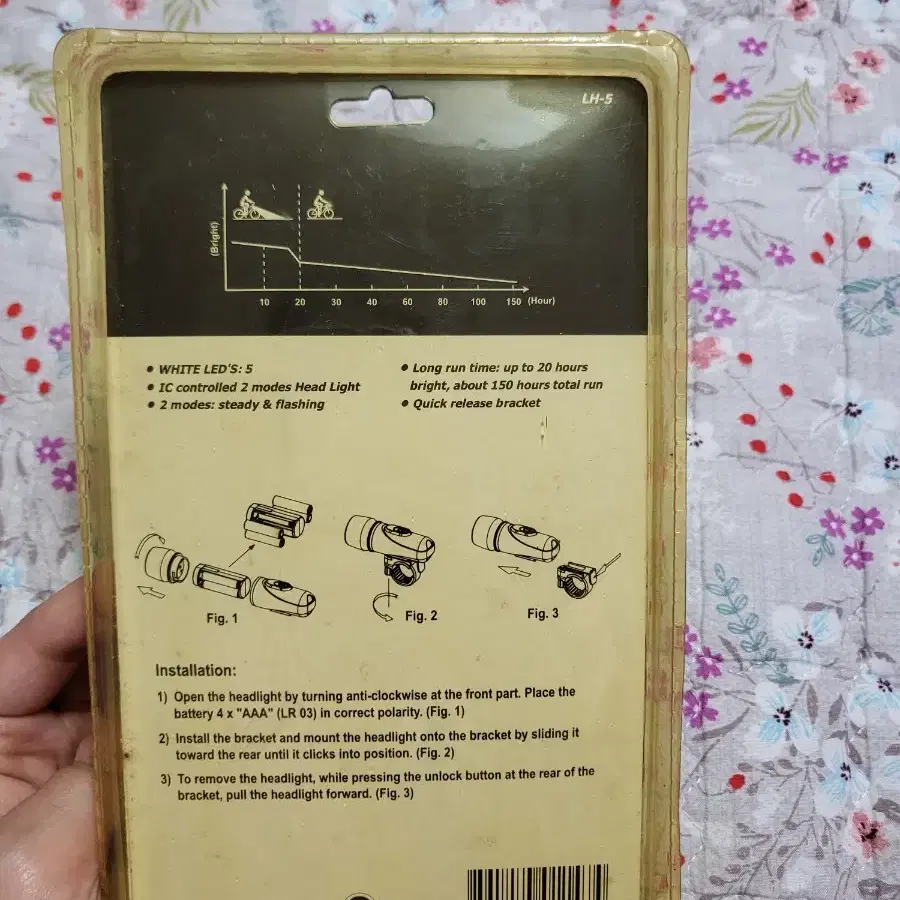 LH-5
(Bright)
10 20 30 40 60 80 100 150 (Hour)
• WHITE LED'S: 5
• IC controlled 2 modes Head Light
• 2 modes: steady & flashing
• Long run time: up to 20 hours
bright, about 150 hours total run
• Quick release bracket
Fig. 1
Fig. 2
Fig. 3
Installation:
1) Open the headlight by turning anti-clockwise at the front part. Place the
battery 4 x "AAA" (LR 03) in correct polarity. (Fig. 1)
2) Install the bracket and mount the headlight onto the bracket by sliding it
toward the rear until it clicks into position. (Fig. 2)
3) To remove the headlight, while pressing the unlock button at the rear of the
bracket, pull the headlight forward. (Fig. 3)